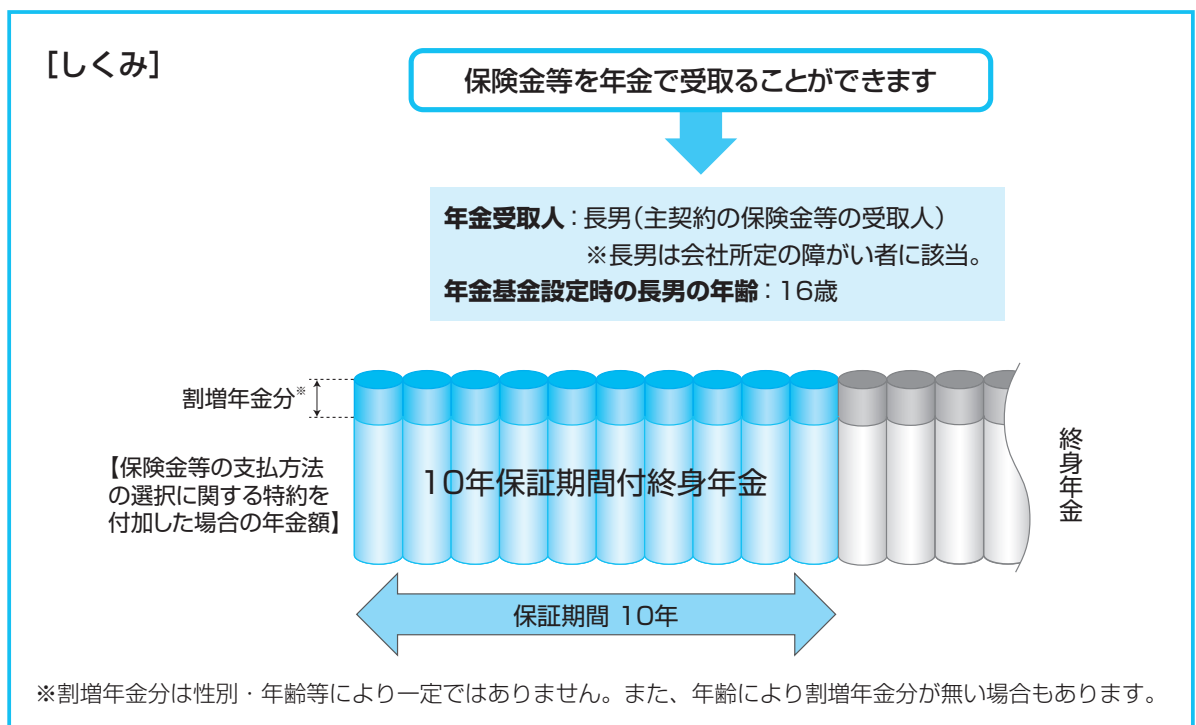 [しくみ]
保険金等を年金で受取ることができます
年金受取人：長男（主契約の保険金等の受取人）
※長男は会社所定の障がい者に該当。
年金基金設定時の長男の年齢：16歳
割増年金分※
【保険金等の支払方法
の選択に関する特約を
付加した場合の年金額】
10年保証期間付終身年金
終身年金
保証期間 10年
※割増年金分は性別・年齢等により一定ではありません。また、年齢により割増年金分が無い場合もあります。